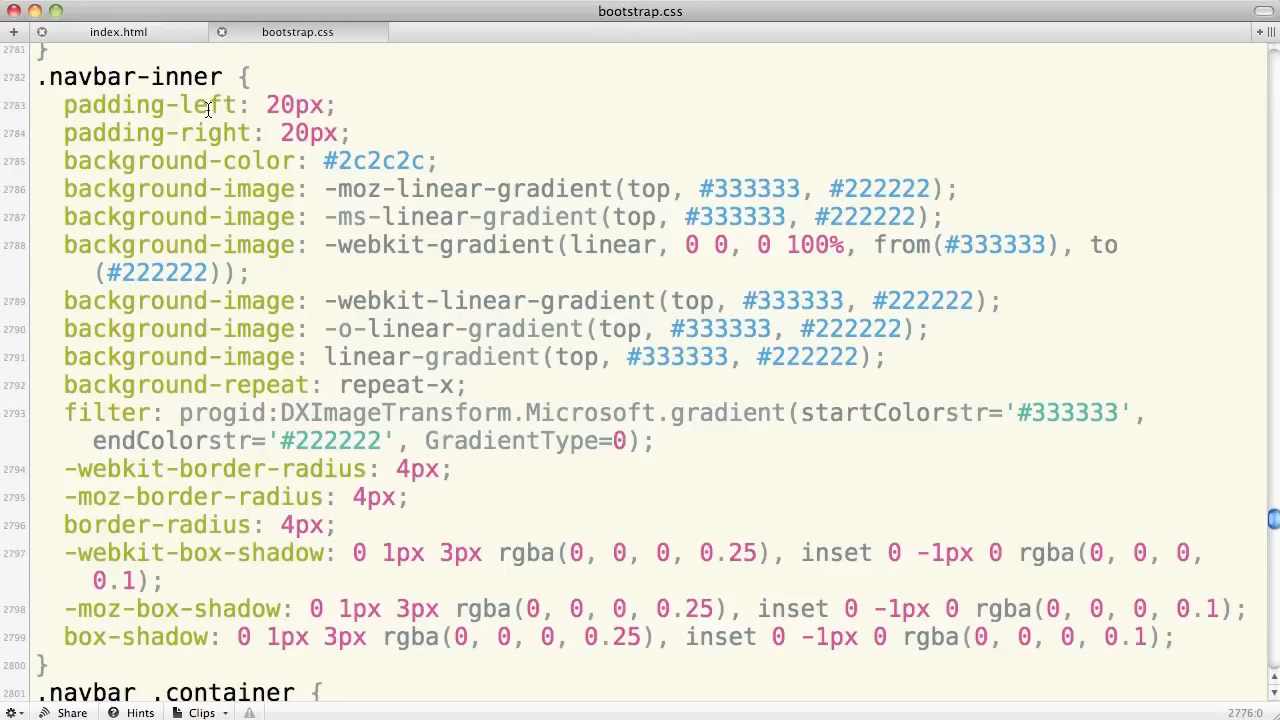 bootstrap.css
index.html
bootstrap.css
2781 }
2782 .navbar-inner {
2783 padding-left: 20px;
2784 padding-right: 20px;
2785 background-color: #2c2c2c;
2786 background-image: -moz-linear-gradient(top, #333333, #222222);
2787 background-image: -ms-linear-gradient(top, #333333, #222222);
2788 background-image: -webkit-gradient(linear, 0 0, 0 100%, from(#333333), to
(#222222));
2789 background-image: -webkit-linear-gradient(top, #333333, #222222);
2790 background-image: -o-linear-gradient(top, #333333, #222222);
2791 background-image: linear-gradient(top, #333333, #222222);
2792 background-repeat: repeat-x;
2793 filter: progid:DXImageTransform.Microsoft.gradient(startColorstr='#333333',
endColorstr='#222222', GradientType=0);
2794 -webkit-border-radius: 4px;
2795 -moz-border-radius: 4px;
2796 border-radius: 4px;
2797 -webkit-box-shadow: 0 1px 3px rgba(0, 0, 0, 0.25), inset 0 -1px 0 rgba(0, 0, 0,
0.1);
2798 -moz-box-shadow: 0 1px 3px rgba(0, 0, 0, 0.25), inset 0 -1px 0 rgba(0, 0, 0, 0.1);
2799 box-shadow: 0 1px 3px rgba(0, 0, 0, 0.25), inset 0 -1px 0 rgba(0, 0, 0, 0.1);
2800 }
2801 .navbar .container {
Share Hints Clips 2776:0